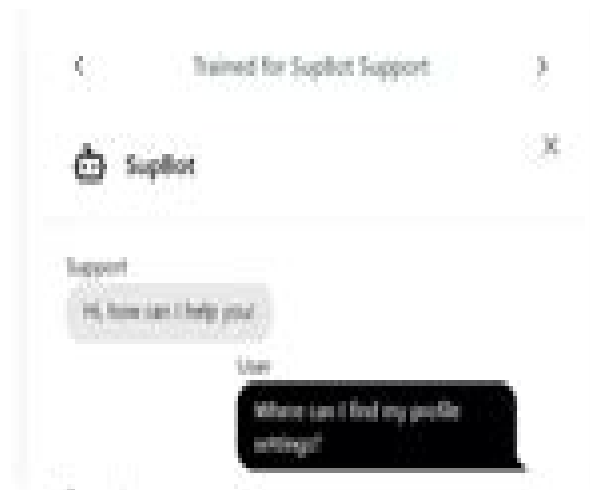 Trained for SupBot Support
SupBot
Support
Hi, how can I help you!
User
Where can I find my profile
settings?